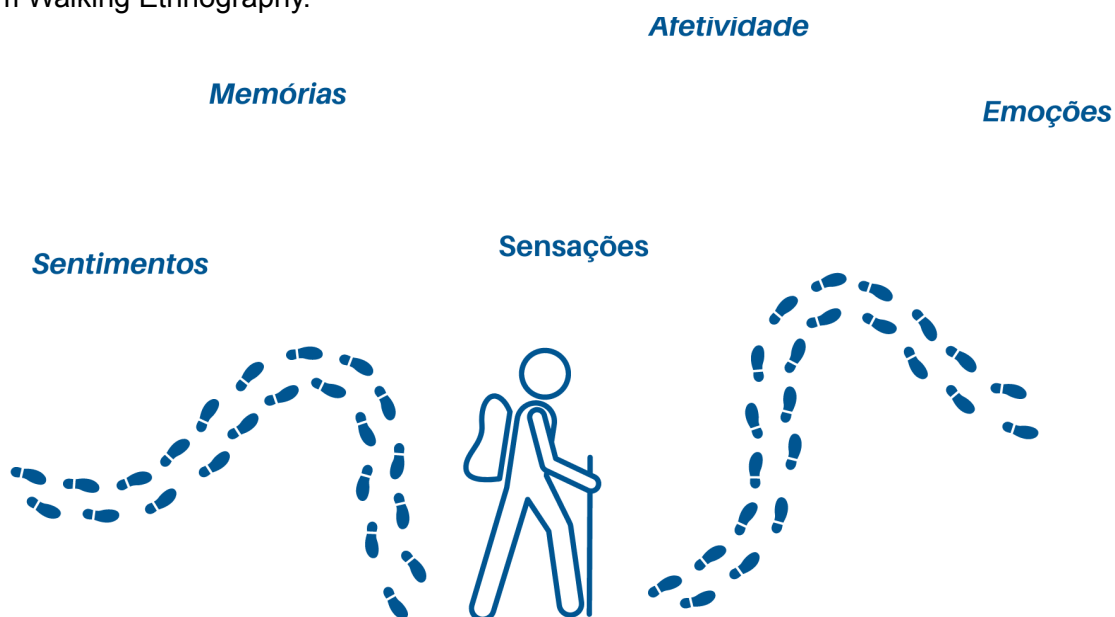 Walking Ethnography.
Afetividade
Memórias
Emoções
Sensações
Sentimentos